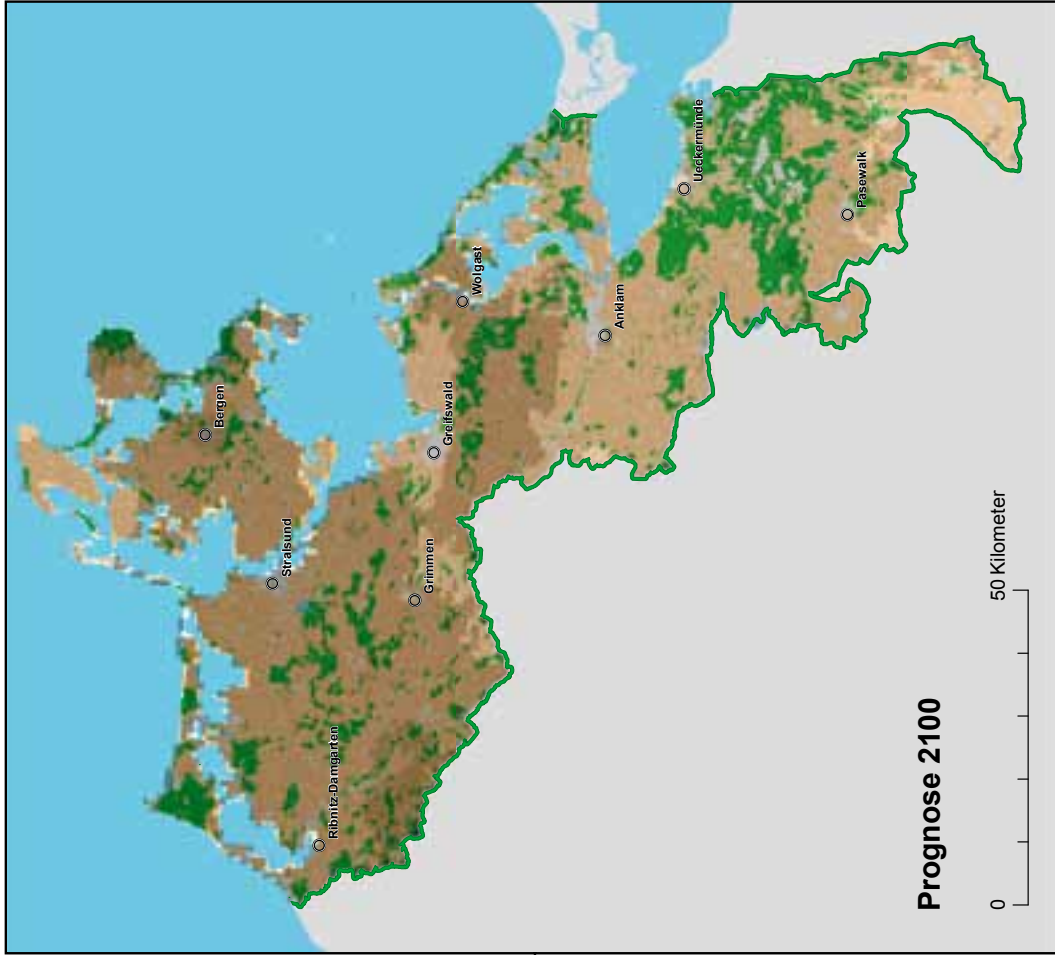 Bergen
Stralsund
Wolgast
Greifswald
Ueckermünde
Anklam
Grimmen
Ribnitz-Damgarten
Pasewalk
Prognose 2100
0
50 Kilometer